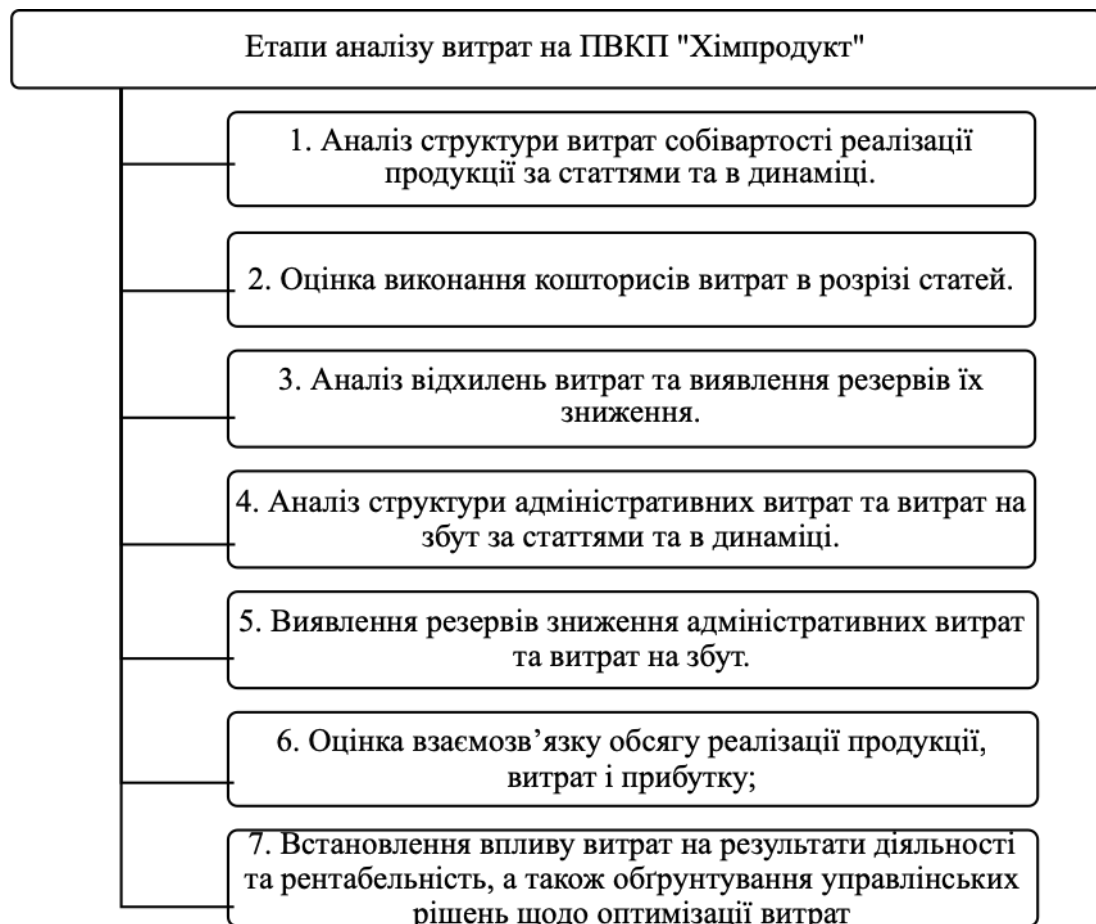 Етапи аналізу витрат на ПВКП "Хімпродукт"
1. Аналіз структури витрат собівартості реалізації
продукції за статтями та в динаміці.
2. Оцінка виконання кошторисів витрат в розрізі статей.
3. Аналіз відхилень витрат та виявлення резервів їх
зниження.
4. Аналіз структури адміністративних витрат та витрат на
збут за статтями та в динаміці.
5. Виявлення резервів зниження адміністративних витрат
та витрат на збут.
6. Оцінка взаємозв’язку обсягу реалізації продукції,
витрат і прибутку;
7. Встановлення впливу витрат на результати діяльності
та рентабельність, а також обґрунтування управлінських
рішень щодо оптимізації витрат